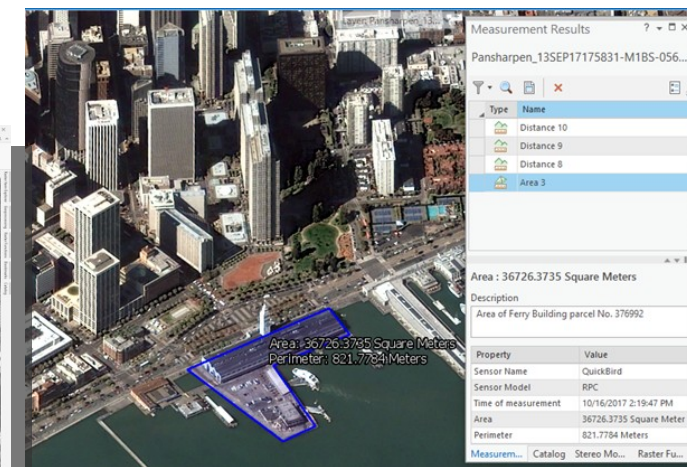 Layer: Pansharpen_13...
Measurement Results
Pansharpen_13SEP17175831-M1BS-056...
Type Name
Distance 10
Distance 9
Distance 8
Area 3
Area : 36726.3735 Square Meters
Description
Area of Ferry Building parcel No. 376992
Property Value
Sensor Name QuickBird
Sensor Model RPC
Time of measurement 10/16/2017 2:19:47 PM
Area 36726.3735 Square Meter
Perimeter 821.7784 Meters
Measurem... Catalog Stereo Mo... Raster Fu...
Area: 36726.3735 Square Meters
Perimeter: 821.7784 Meters